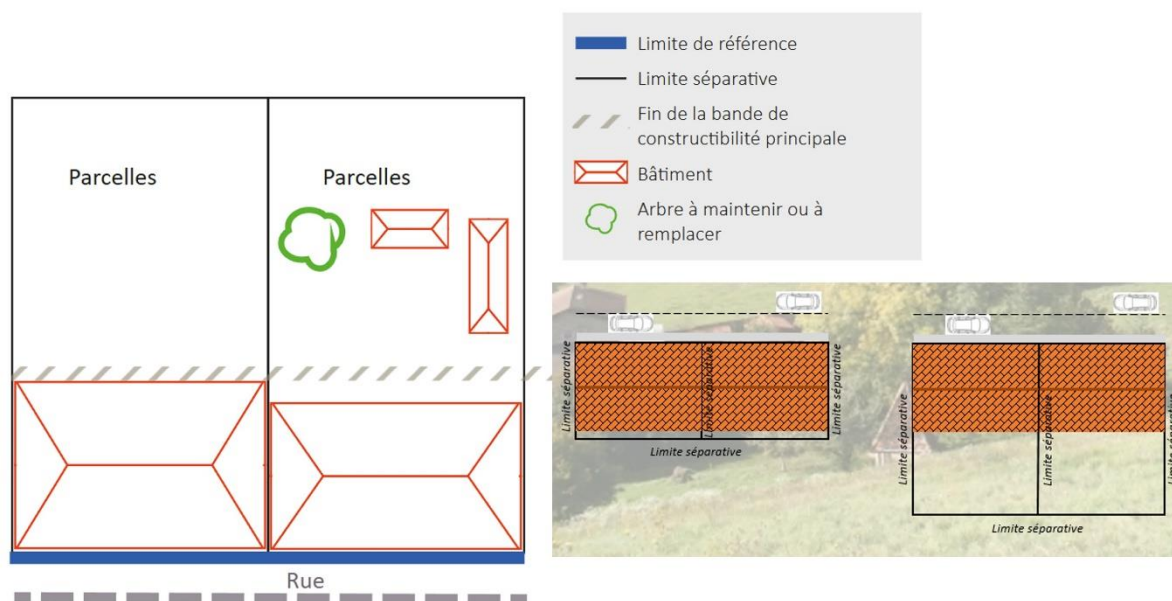 Parcelles
Parcelles
Rue
Limite de référence
Limite séparative
Fin de la bande de
constructibilité principale
Bâtiment
Arbre à maintenir ou à
remplacer
Limite séparative
Limite séparative
Limite séparative
Limite séparative
Limite séparative
Limite séparative
Limite séparative
Limite séparative